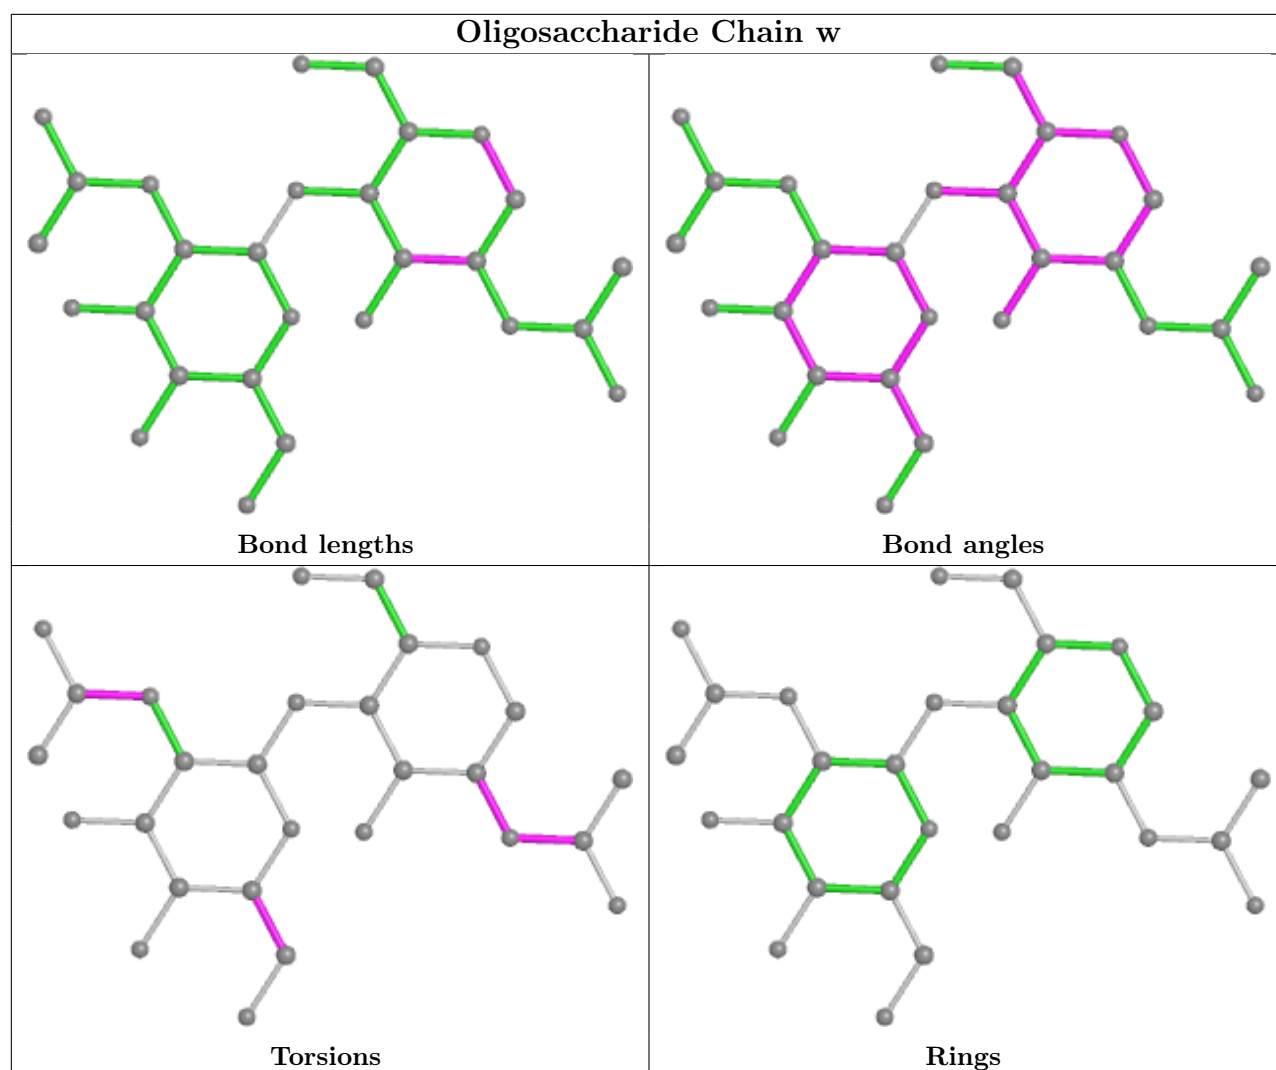 Oligosaccharide Chain w
Bond lengths
Bond angles
Torsions
Rings